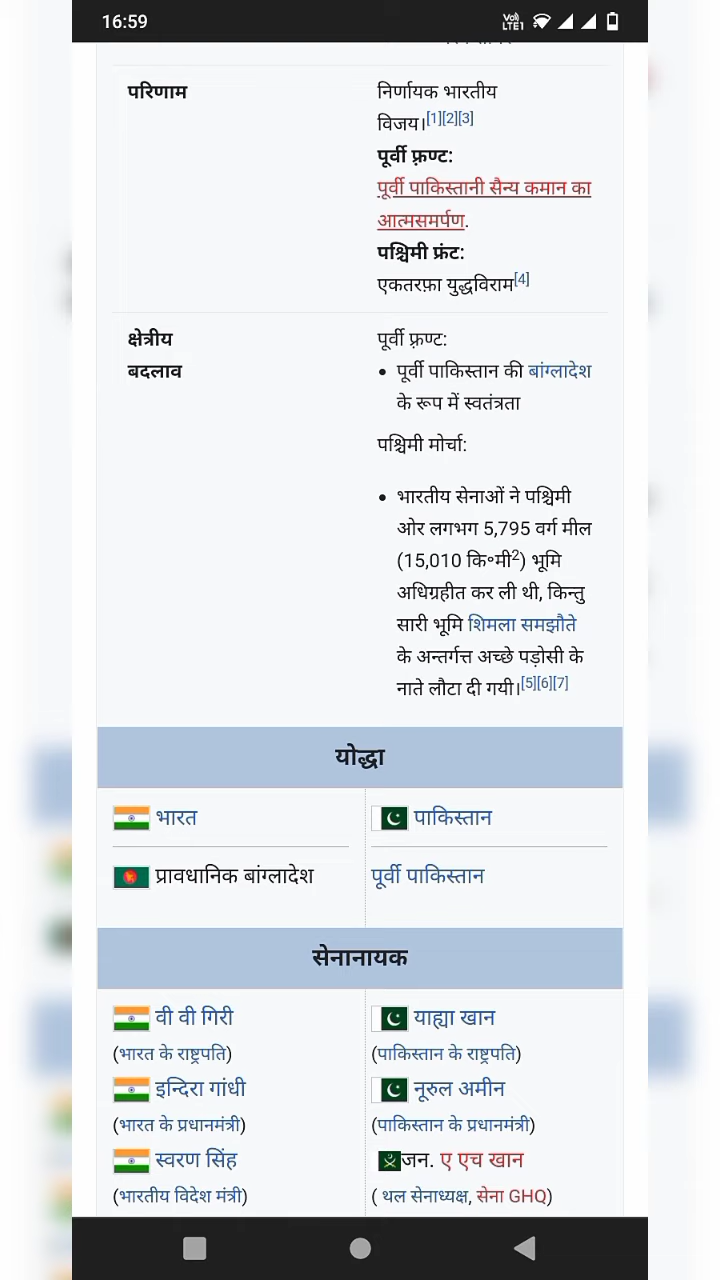 16:59
Vo) LTE1
परिणाम
निर्णायक भारतीय
विजय।[1][2][3]
पूर्वी फ़्रण्ट:
पूर्वी पाकिस्तानी सैन्य कमान का
आत्मसमर्पण.
पश्चिमी फ्रंट:
एकतरफ़ा युद्धविराम[4]
क्षेत्रीय
बदलाव
पूर्वी फ़्रण्ट:
• पूर्वी पाकिस्तान की बांग्लादेश
के रूप में स्वतंत्रता
पश्चिमी मोर्चा:
• भारतीय सेनाओं ने पश्चिमी
ओर लगभग 5,795 वर्ग मील
(15,010 कि॰मी²) भूमि
अधिग्रहीत कर ली थी, किन्तु
सारी भूमि शिमला समझौते
के अन्तर्गत्त अच्छे पड़ोसी के
नाते लौटा दी गयी।[5][6][7]
योद्धा
भारत
पाकिस्तान
प्रावधानिक बांग्लादेश
पूर्वी पाकिस्तान
सेनानायक
वी वी गिरी
(भारत के राष्ट्रपति)
इन्दिरा गांधी
(भारत के प्रधानमंत्री)
स्वरण सिंह
(भारतीय विदेश मंत्री)
याह्या खान
(पाकिस्तान के राष्ट्रपति)
नूरुल अमीन
(पाकिस्तान के प्रधानमंत्री)
जन. ए एच खान
( थल सेनाध्यक्ष, सेना GHQ)